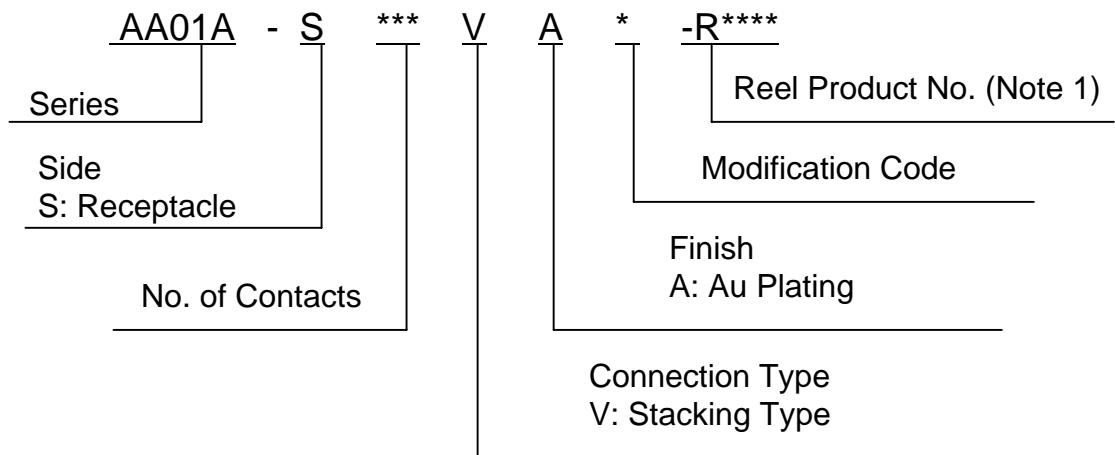 AA01A - S *** V A * -R****
Reel Product No. (Note 1)
Series
Side
S: Receptacle
Modification Code
Finish
A: Au Plating
No. of Contacts
Connection Type
V: Stacking Type